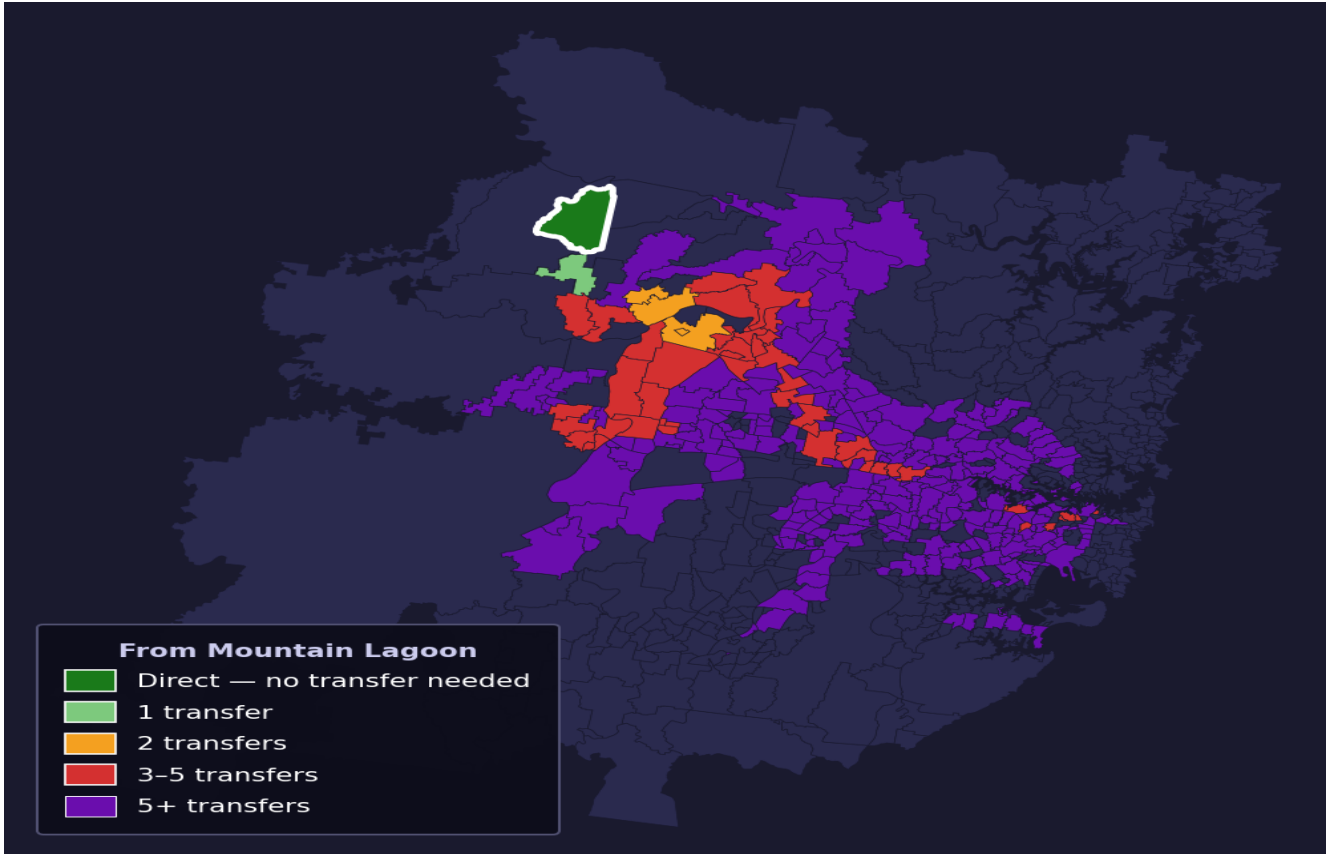 From Mountain Lagoon
Direct — no transfer needed
1 transfer
2 transfers
3–5 transfers
5+ transfers